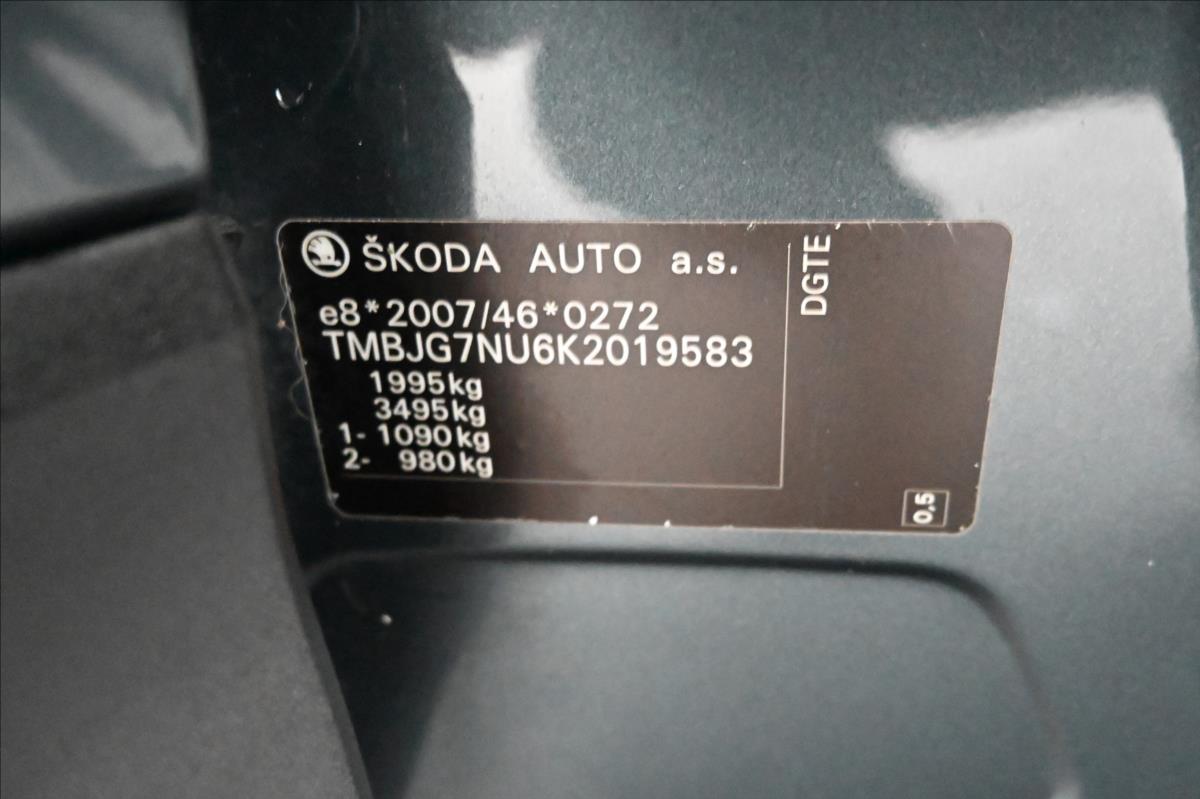 ŠKODA AUTO a.s.
e8*2007/46*0272
TMBJG7NU6K2019583
1995kg
3495kg
1- 1090kg
2- 980kg
DGTE
0,5